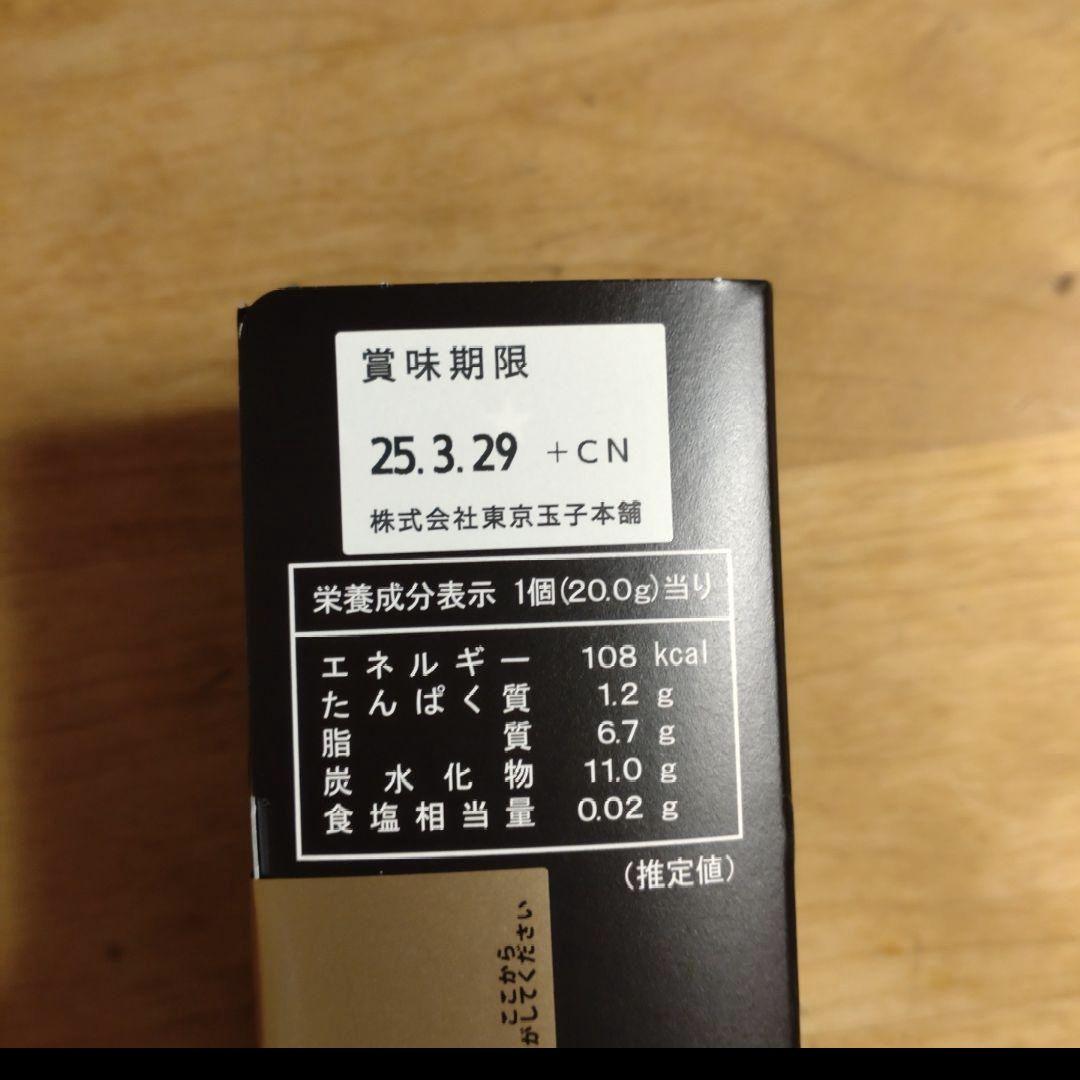 賞味期限
25.3.29 +CN
株式会社東京玉子本舗
栄養成分表示 1個(20.0g)当り
エネルギー 108 kcal
たんぱく質 1.2 g
脂質 6.7 g
炭水化物 11.0 g
食塩相当量 0.02 g
(推定値)
ここから
がしてください